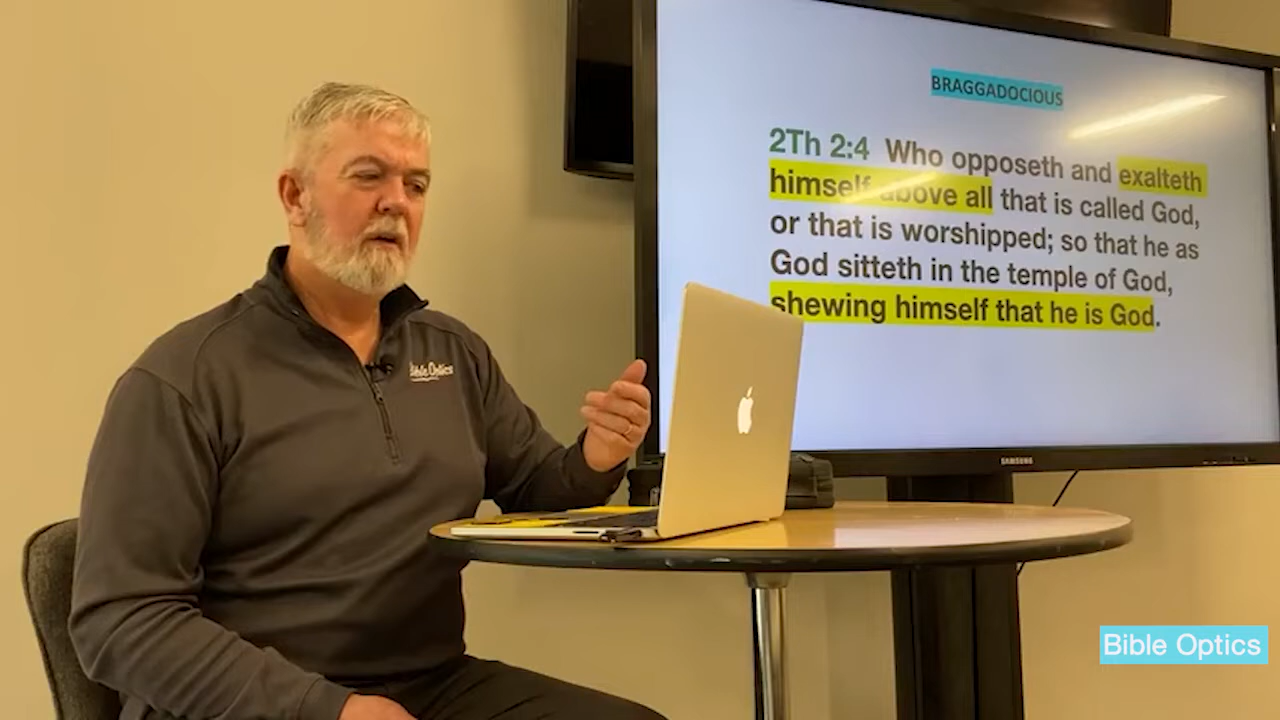 BRAGGADOCIOUS
2Th 2:4 Who opposeth and exalteth
himself above all that is called God,
or that is worshipped; so that he as
God sitteth in the temple of God,
shewing himself that he is God.
SAMSUNG
Bible Optics
Bible Optics